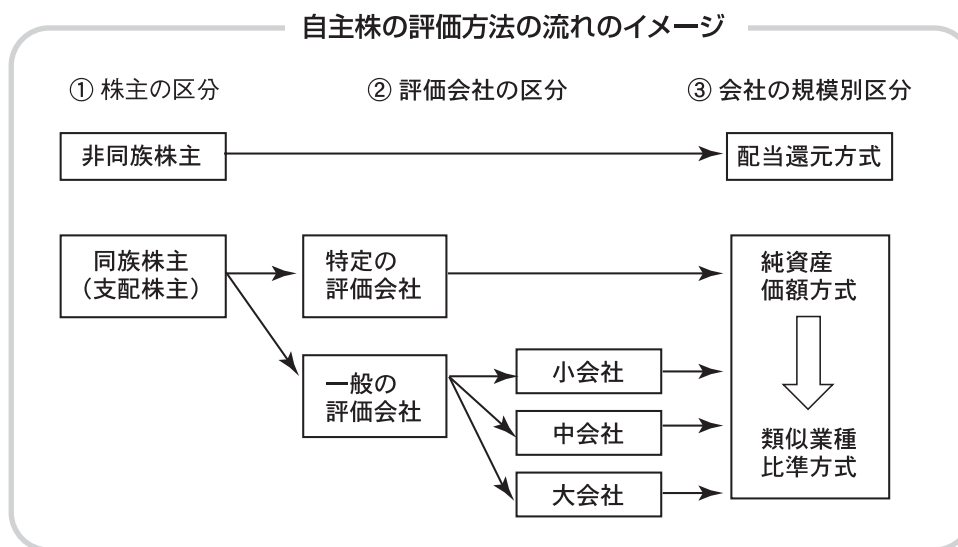 自主株の評価方法の流れのイメージ
① 株主の区分
② 評価会社の区分
③ 会社の規模別区分
非同族株主
配当還元方式
同族株主
（支配株主）
特定の
評価会社
純資産
価額方式
一般の
評価会社
小会社
中会社
大会社
類似業種
比準方式